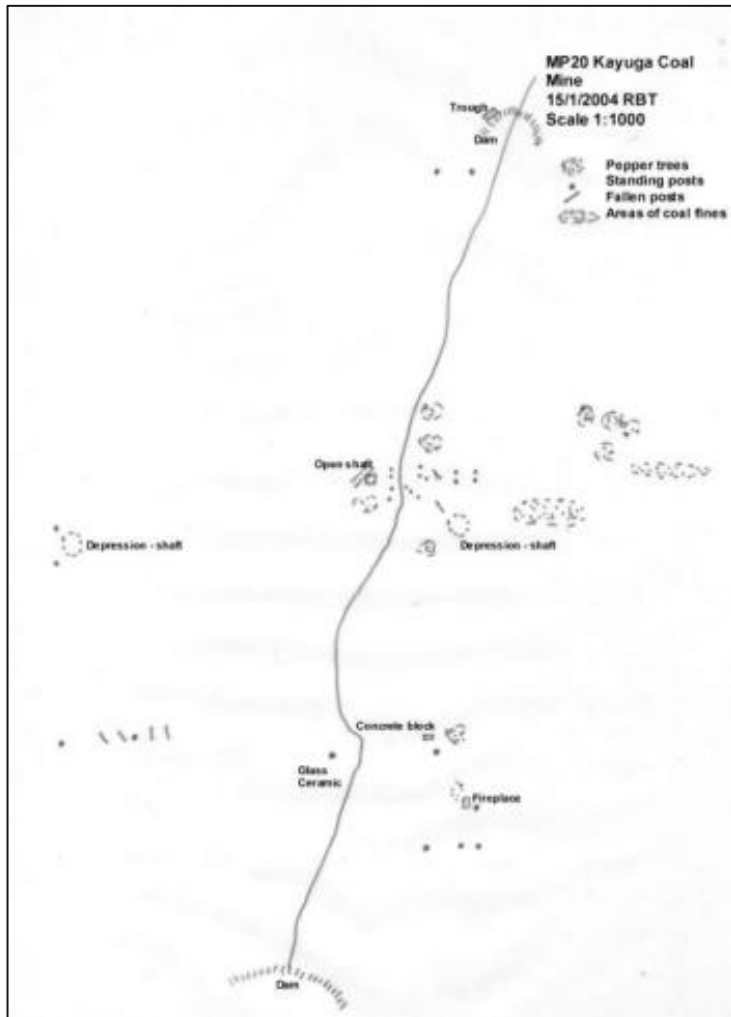 MP20 Kayuga Coal
Mine
15/1/2004 RBT
Scale 1:1000
Trough
Dam
Pepper trees
Standing posts
Fallen posts
Areas of coal fines
Open shaft
Depression - shaft
Depression - shaft
Concrete block
Glass
Ceramic
Fireplace
Dam